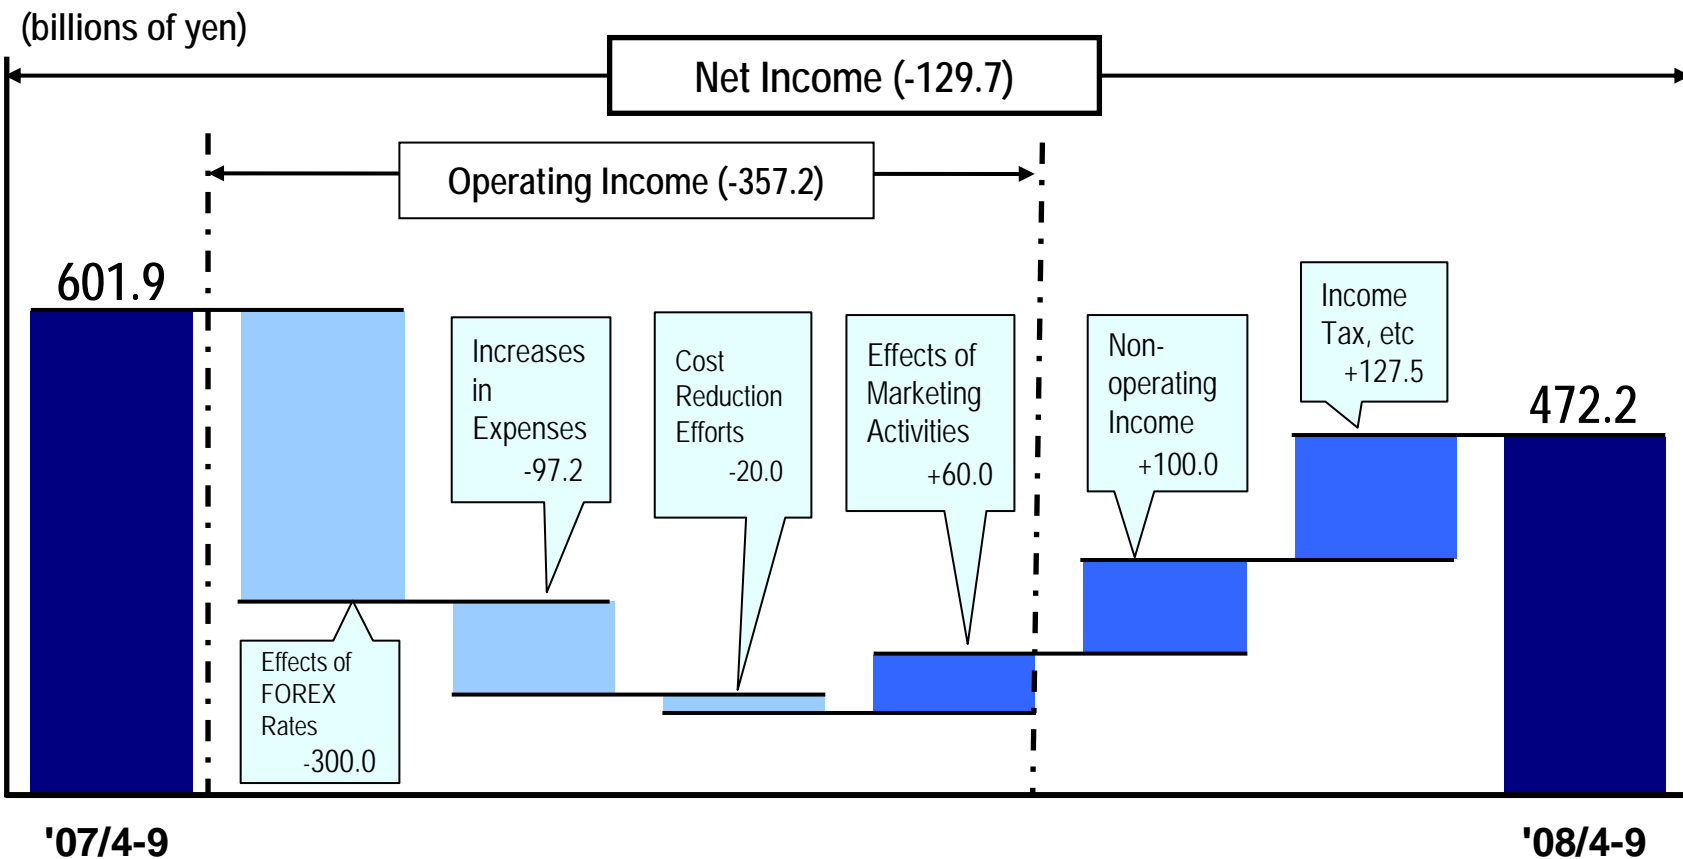 (billions of yen)
Net Income (-129.7)
Operating Income (-357.2)
601.9
Effects of
FOREX
Rates
-300.0
Increases
in
Expenses
-97.2
Cost
Reduction
Efforts
-20.0
Effects of
Marketing
Activities
+60.0
Non-
operating
Income
+100.0
Income
Tax, etc
+127.5
472.2
'07/4-9
'08/4-9